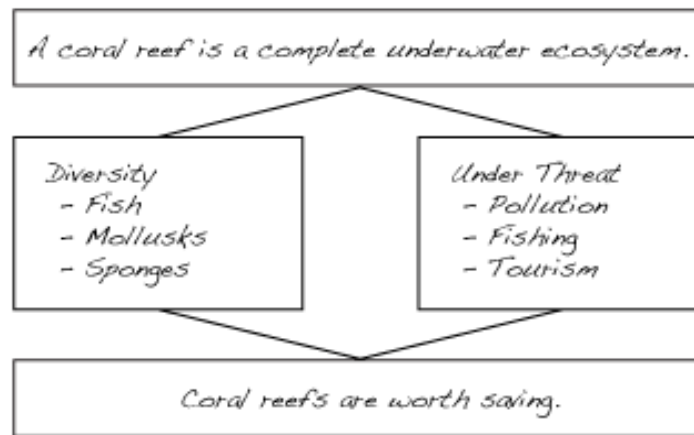 A coral reef is a complete underwater ecosystem.
Diversity
- Fish
- Mollusks
- Sponges
Under Threat
- Pollution
- Fishing
- Tourism
Coral reefs are worth saving.